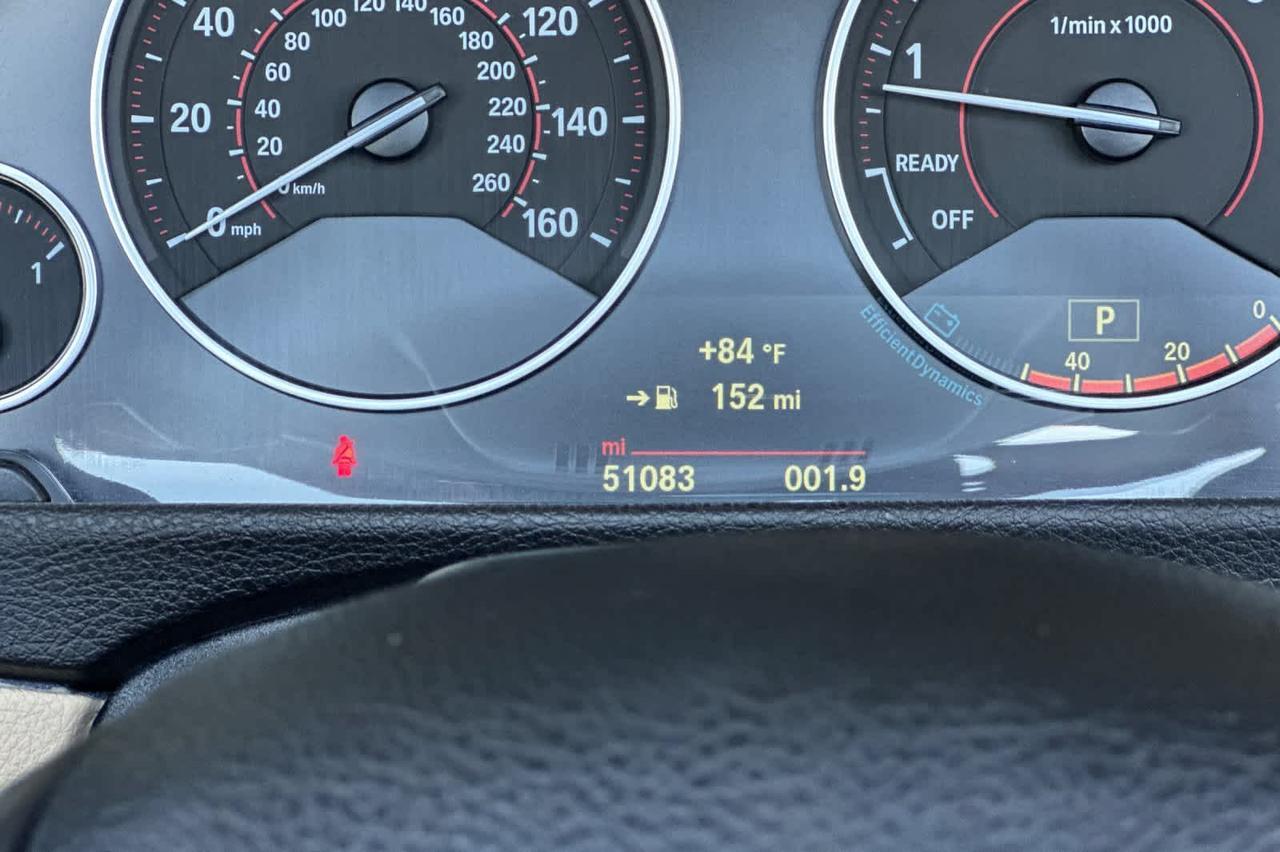 120 140
100 160
40 80 180 120
60 200
20 40 220 140
20 240
0 km/h 260
0 mph 160
1/min x 1000
1
READY
OFF
1
P
0
20
40
EfficientDynamics
+84 °F
152 mi
mi
51083 001.9